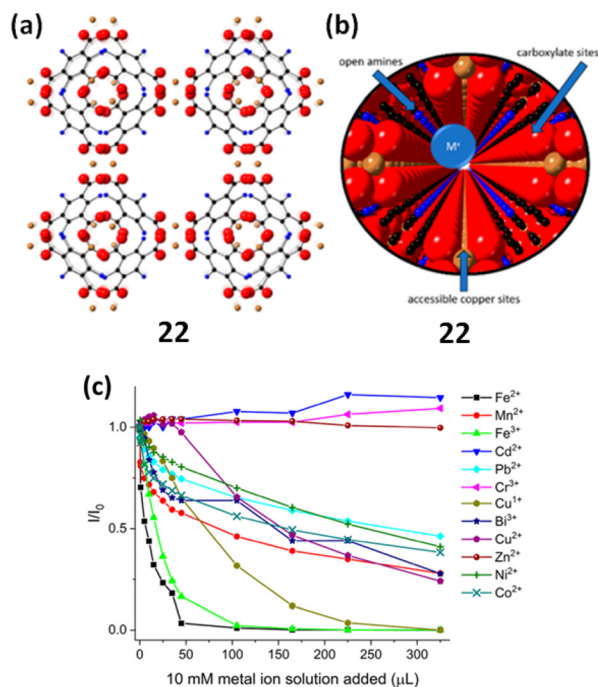 (a)
(b)
open amines
carboxylate sites
M⁺
accessible copper sites
22
22
(c)
I/I₀
1.0
0.5
0.0
0 50 100 150 200 250 300
10 mM metal ion solution added (μL)
Fe²⁺
Mn²⁺
Fe³⁺
Cd²⁺
Pb²⁺
Cr³⁺
Cu¹⁺
Bi³⁺
Cu²⁺
Zn²⁺
Ni²⁺
Co²⁺